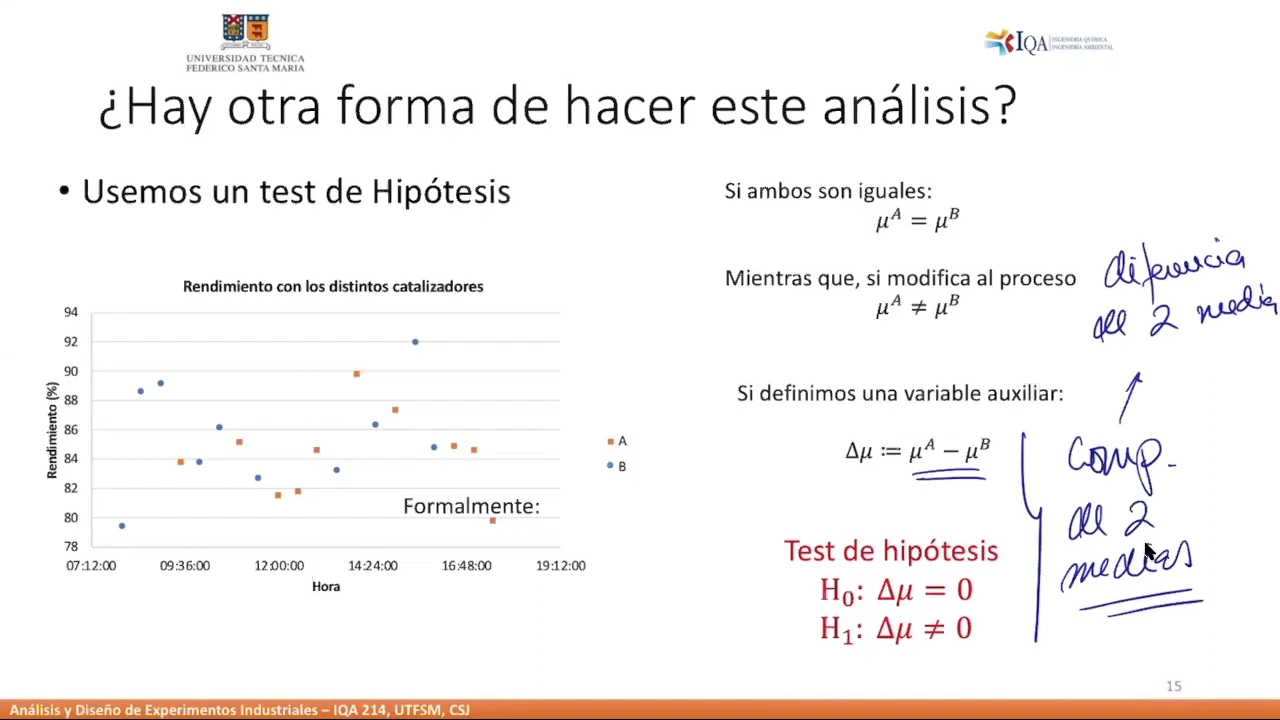 UNIVERSIDAD TECNICA
FEDERICO SANTA MARIA
IQA
INGENIERÍA QUÍMICA
INGENIERÍA AMBIENTAL
¿Hay otra forma de hacer este análisis?
• Usemos un test de Hipótesis
Rendimiento con los distintos catalizadores
Rendimiento (%)
94
92
90
88
86
84
82
80
78
07:12:00 09:36:00 12:00:00 14:24:00 16:48:00 19:12:00
Hora
A
B
Formalmente:
Si ambos son iguales:
μ^A = μ^B
Mientras que, si modifica al proceso
μ^A ≠ μ^B
diferencia
de 2 media
Si definimos una variable auxiliar:
Δμ := μ^A − μ^B
comp.
de 2
medias
Test de hipótesis
H₀: Δμ = 0
H₁: Δμ ≠ 0
15
Análisis y Diseño de Experimentos Industriales – IQA 214, UTFSM, CSJ